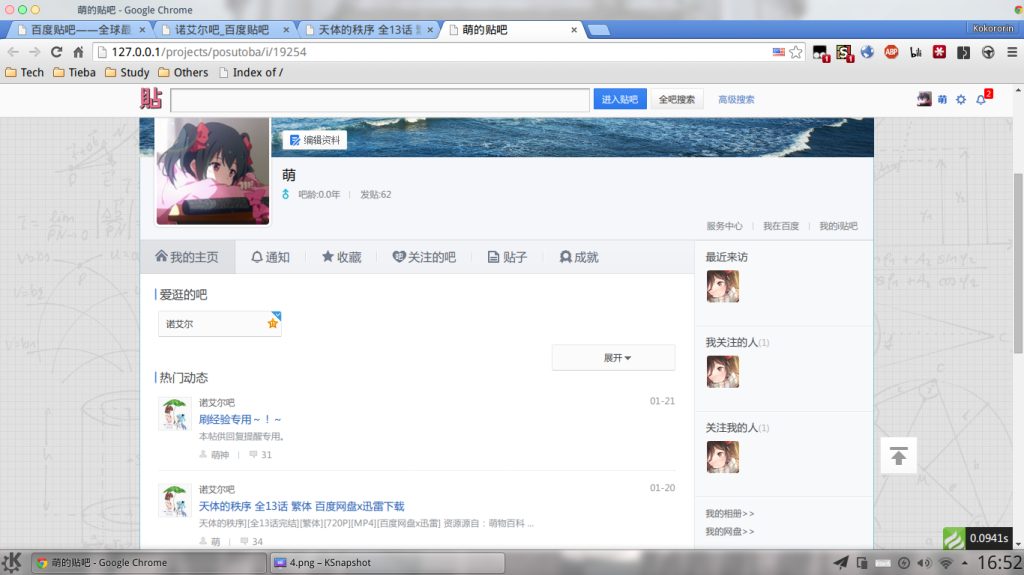 萌的贴吧 - Google Chrome
百度贴吧——全球最
诺艾尔吧_百度贴吧
天体的秩序 全13话
萌的贴吧
Kokororin
127.0.0.1/projects/posutoba/i/19254
Tech
Tieba
Study
Others
Index of /
貼
进入贴吧
全吧搜索
高级搜索
萌
2
编辑资料
萌
吧龄:0.0年
发贴:62
服务中心
我在百度
我的i贴吧
我的主页
通知
收藏
关注的吧
贴子
成就
最近来访
爱逛的吧
诺艾尔
展开
我关注的人(1)
热门动态
诺艾尔吧
01-21
刷经验专用～！～
本帖供回复提醒专用。
萌神
31
关注我的人(1)
诺艾尔吧
01-20
天体的秩序 全13话 繁体 百度网盘x迅雷下载
天体的秩序][全13话完结][繁体][720P][MP4][百度网盘x迅雷] 资源源自：萌物百科 ...
萌
34
我的相册>>
我的网盘>>
0.0941s
萌的贴吧 - Google Chrome
4.png – KSnapshot
16:52